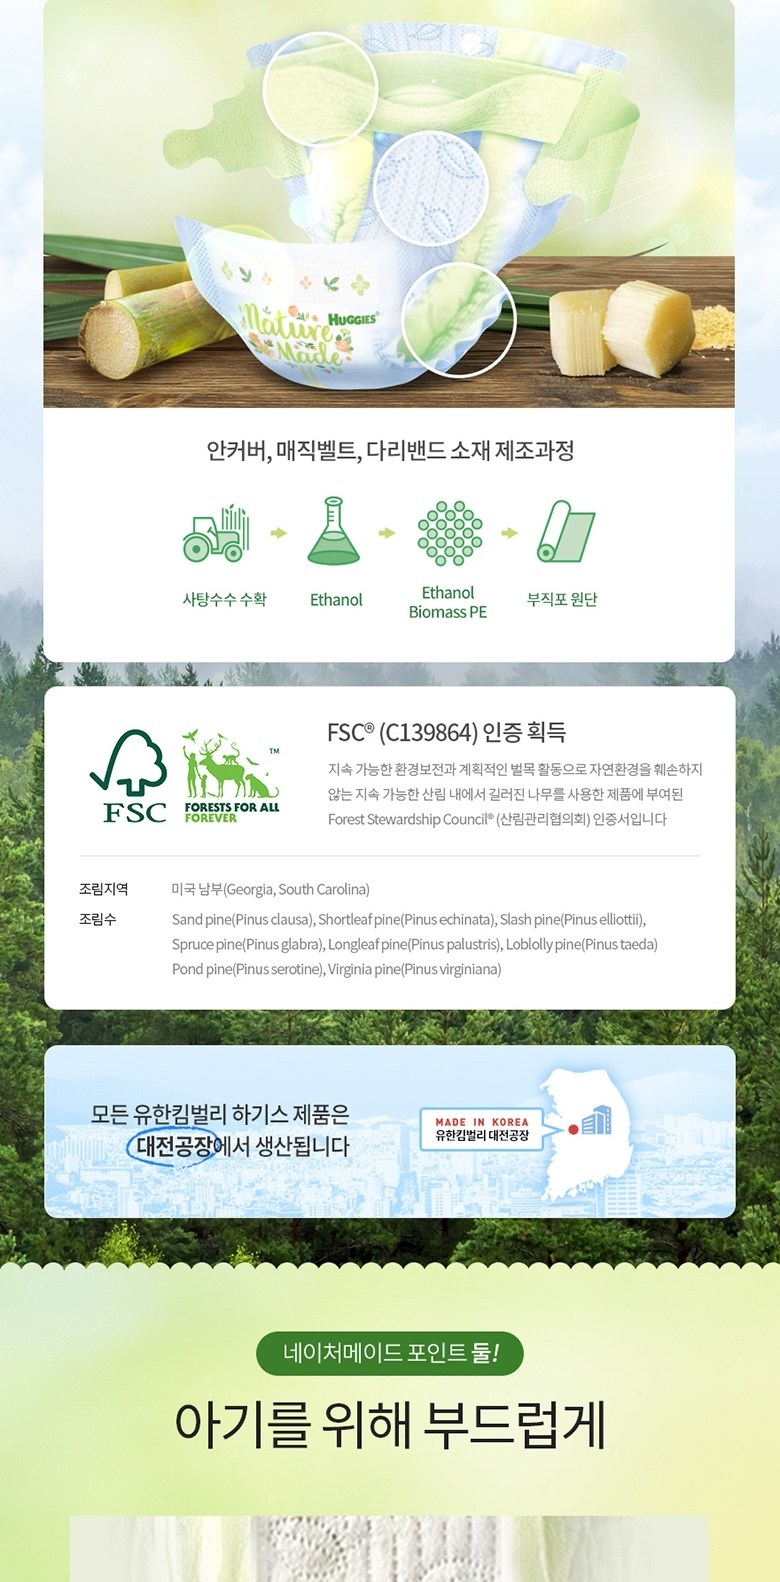 Nature
Made
HUGGIES®
안커버, 매직벨트, 다리밴드 소재 제조과정
사탕수수 수확
Ethanol
Ethanol
Biomass PE
부직포 원단
FSC
FORESTS FOR ALL
FOREVER
TM
FSC® (C139864) 인증 획득
지속 가능한 환경보전과 계획적인 벌목 활동으로 자연환경을 훼손하지
않는 지속 가능한 산림 내에서 길러진 나무를 사용한 제품에 부여된
Forest Stewardship Council® (산림관리협의회) 인증서입니다
조림지역 미국 남부(Georgia, South Carolina)
조림수 Sand pine(Pinus clausa), Shortleaf pine(Pinus echinata), Slash pine(Pinus elliottii),
Spruce pine(Pinus glabra), Longleaf pine(Pinus palustris), Loblolly pine(Pinus taeda)
Pond pine(Pinus serotine), Virginia pine(Pinus virginiana)
모든 유한킴벌리 하기스 제품은
대전공장에서 생산됩니다
MADE IN KOREA
유한킴벌리 대전공장
네이처메이드 포인트 둘!
아기를 위해 부드럽게